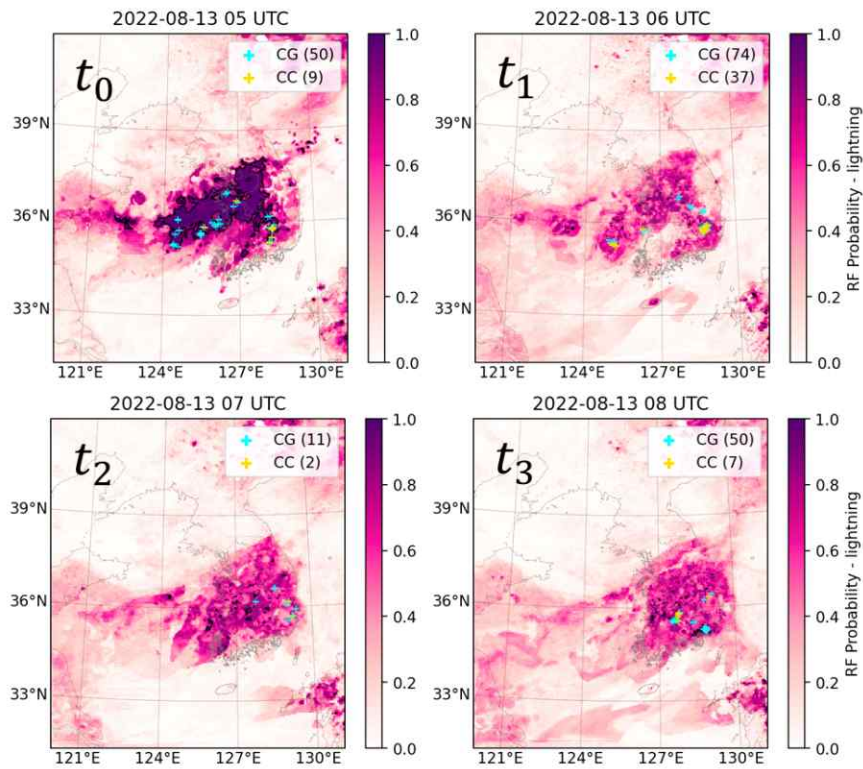 2022-08-13 05 UTC
t0
CG (50)
CC (9)
39°N
36°N
33°N
121°E 124°E 127°E 130°E
1.0
0.8
0.6
0.4
0.2
0.0
2022-08-13 06 UTC
t1
CG (74)
CC (37)
39°N
36°N
33°N
121°E 124°E 127°E 130°E
1.0
0.8
0.6
0.4
0.2
0.0
RF Probability - lightning
2022-08-13 07 UTC
t2
CG (11)
CC (2)
39°N
36°N
33°N
121°E 124°E 127°E 130°E
1.0
0.8
0.6
0.4
0.2
0.0
2022-08-13 08 UTC
t3
CG (50)
CC (7)
39°N
36°N
33°N
121°E 124°E 127°E 130°E
1.0
0.8
0.6
0.4
0.2
0.0
RF Probability - lightning